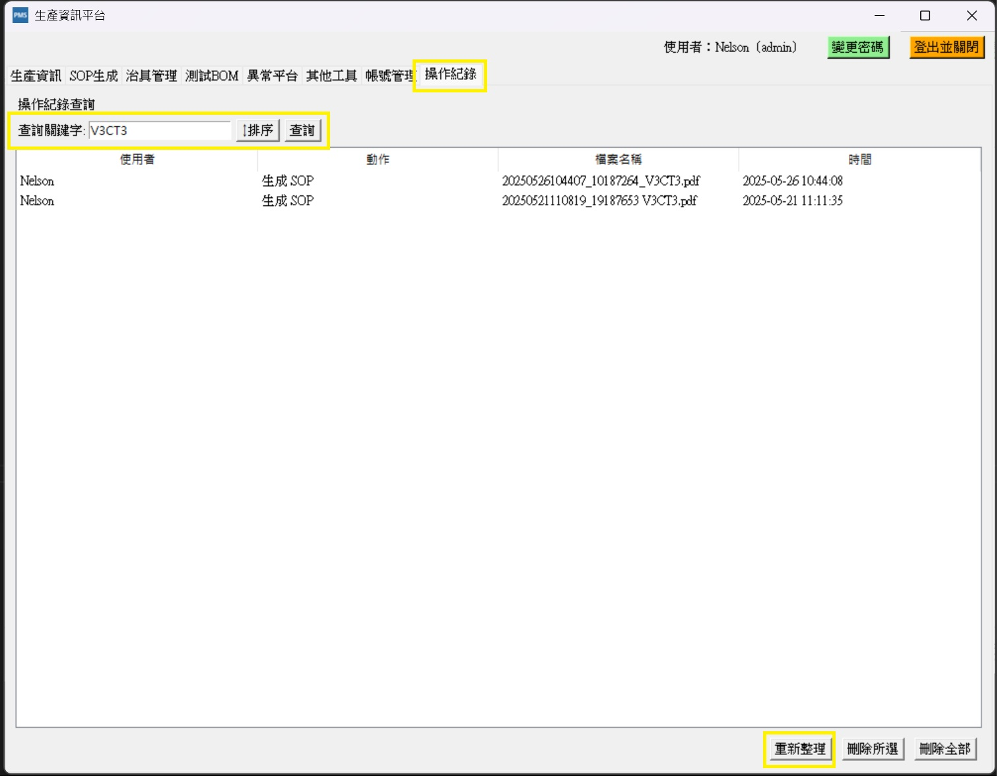 PMS 生產資訊平台
使用者：Nelson（admin） 變更密碼 登出並關閉
生產資訊 SOP生成 治具管理 測試BOM 異常平台 其他工具 帳號管理 操作紀錄
操作紀錄查詢
查詢關鍵字: V3CT3 ↕排序 查詢
使用者 動作 檔案名稱 時間
Nelson 生成 SOP 20250526104407_10187264_V3CT3.pdf 2025-05-26 10:44:08
Nelson 生成 SOP 20250521110819_19187653 V3CT3.pdf 2025-05-21 11:11:35
重新整理 刪除所選 刪除全部